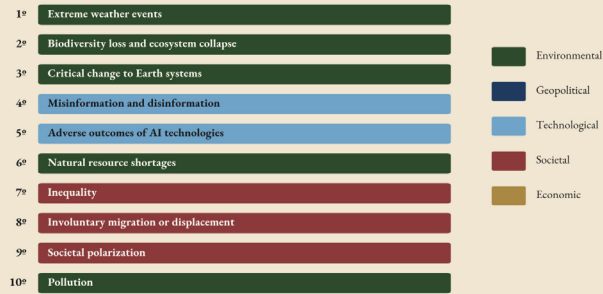 1º Extreme weather events
2º Biodiversity loss and ecosystem collapse
3º Critical change to Earth systems
4º Misinformation and disinformation
5º Adverse outcomes of AI technologies
6º Natural resource shortages
7º Inequality
8º Involuntary migration or displacement
9º Societal polarization
10º Pollution
Environmental
Geopolitical
Technological
Societal
Economic